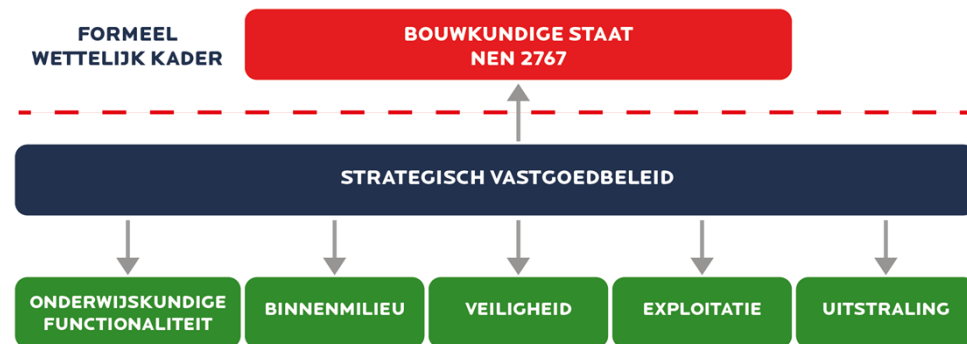 FORMEEL
WETTELIJK KADER
BOUWKUNDIGE STAAT
NEN 2767
STRATEGISCH VASTGOEDBELEID
ONDERWIJSKUNDIGE
FUNCTIONALITEIT
BINNENMILIEU
VEILIGHEID
EXPLOITATIE
UITSTRALING